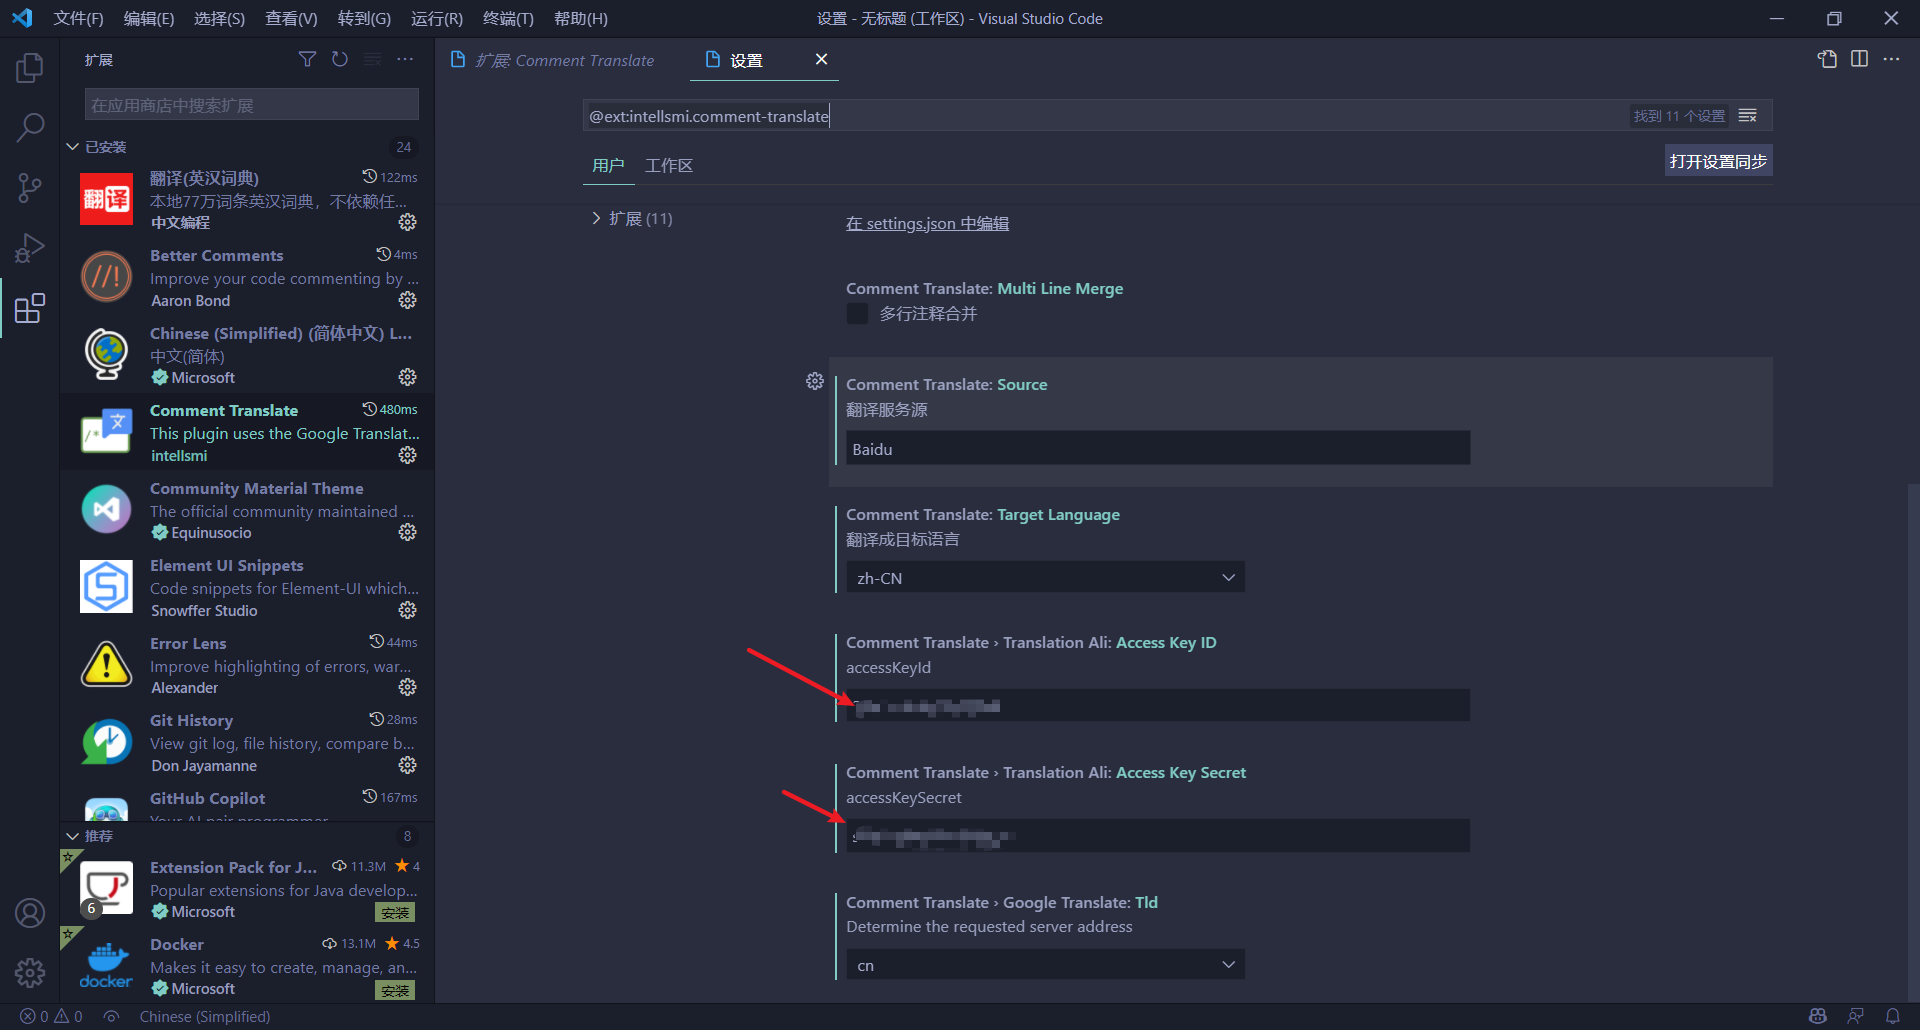 文件(F) 编辑(E) 选择(S) 查看(V) 转到(G) 运行(R) 终端(T) 帮助(H)
设置 - 无标题 (工作区) - Visual Studio Code
扩展
在应用商店中搜索扩展
已安装 24
翻译
翻译(英汉词典) 122ms
本地77万词条英汉词典，不依赖任...
中文编程
//!
Better Comments 4ms
Improve your code commenting by ...
Aaron Bond
Chinese (Simplified) (简体中文) L...
中文(简体)
Microsoft
/*
文
Comment Translate 480ms
This plugin uses the Google Translat...
intellsmi
Community Material Theme
The official community maintained ...
Equinusocio
Element UI Snippets
Code snippets for Element-UI which...
Snowffer Studio
Error Lens 44ms
Improve highlighting of errors, war...
Alexander
Git History 28ms
View git log, file history, compare b...
Don Jayamanne
GitHub Copilot 167ms
Your AI pair programmer
推荐 8
Extension Pack for J... 11.3M 4
Popular extensions for Java develop...
6
Microsoft 安装
Docker 13.1M 4.5
Makes it easy to create, manage, an...
docker
Microsoft 安装
扩展: Comment Translate
设置
@ext:intellsmi.comment-translate
找到 11 个设置
用户 工作区
打开设置同步
扩展 (11)
在 settings.json 中编辑
Comment Translate: Multi Line Merge
多行注释合并
Comment Translate: Source
翻译服务源
Baidu
Comment Translate: Target Language
翻译成目标语言
zh-CN
Comment Translate › Translation Ali: Access Key ID
accessKeyId
Comment Translate › Translation Ali: Access Key Secret
accessKeySecret
Comment Translate › Google Translate: Tld
Determine the requested server address
cn
0 0 Chinese (Simplified)